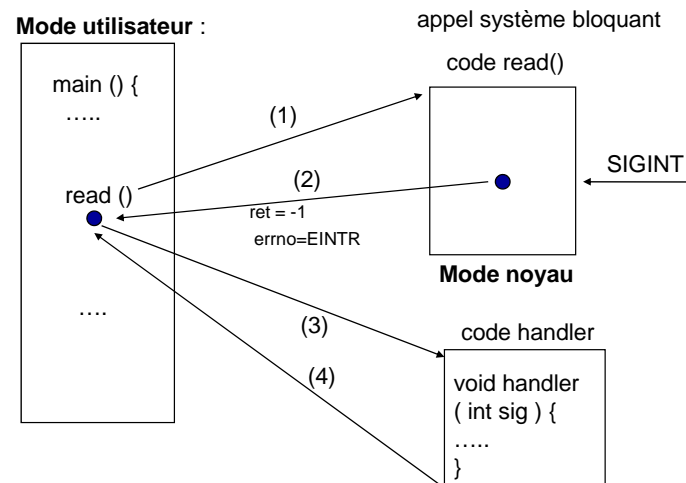 Mode utilisateur :
appel système bloquant
code read()
main () {
…..
(1)
read ()
(2)
SIGINT
ret = -1
errno=EINTR
Mode noyau
….
(3)
code handler
(4)
void handler
( int sig ) {
…..
}